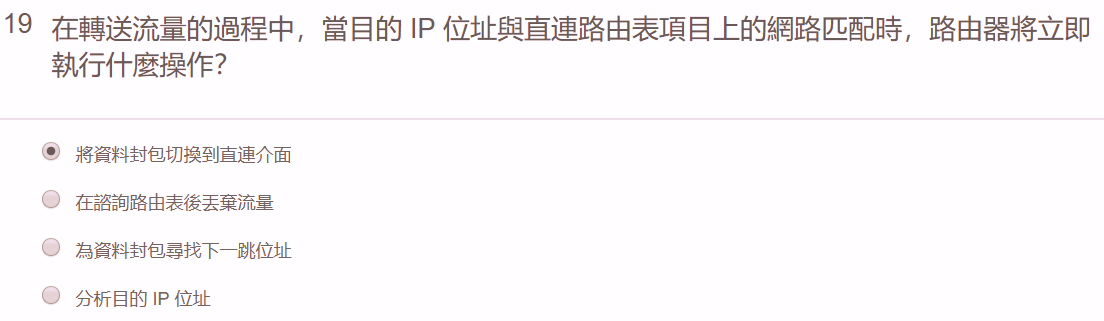 19 在轉送流量的過程中，當目的 IP 位址與直連路由表項目上的網路匹配時，路由器將立即
執行什麼操作？
將資料封包切換到直連介面
在諮詢路由表後丟棄流量
為資料封包尋找下一跳位址
分析目的 IP 位址